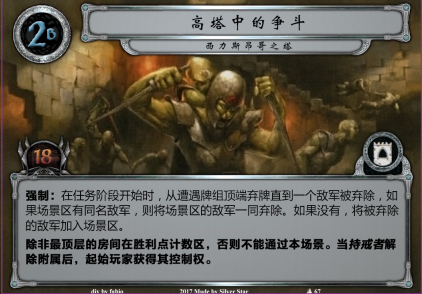 高塔中的争斗
2B
西力斯昂哥之塔
18
强制：在任务阶段开始时，从遭遇牌组顶端弃牌直到一个敌军被弃除，如
果场景区有同名敌军，则将场景区的敌军一同弃除。如果没有，将被弃除
的敌军加入场景区。
除非最顶层的房间在胜利点计数区，否则不能通过本场景。当持戒者解
除附属后，起始玩家获得其控制权。
diy by fubio
2017 Made by Silver Star
67